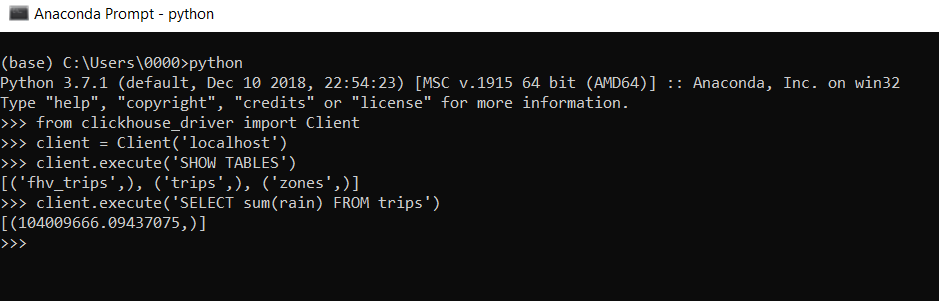 Anaconda Prompt - python
(base) C:\Users\0000>python
Python 3.7.1 (default, Dec 10 2018, 22:54:23) [MSC v.1915 64 bit (AMD64)] :: Anaconda, Inc. on win32
Type "help", "copyright", "credits" or "license" for more information.
>>> from clickhouse_driver import Client
>>> client = Client('localhost')
>>> client.execute('SHOW TABLES')
[('fhv_trips',), ('trips',), ('zones',)]
>>> client.execute('SELECT sum(rain) FROM trips')
[(104009666.09437075,)]
>>>